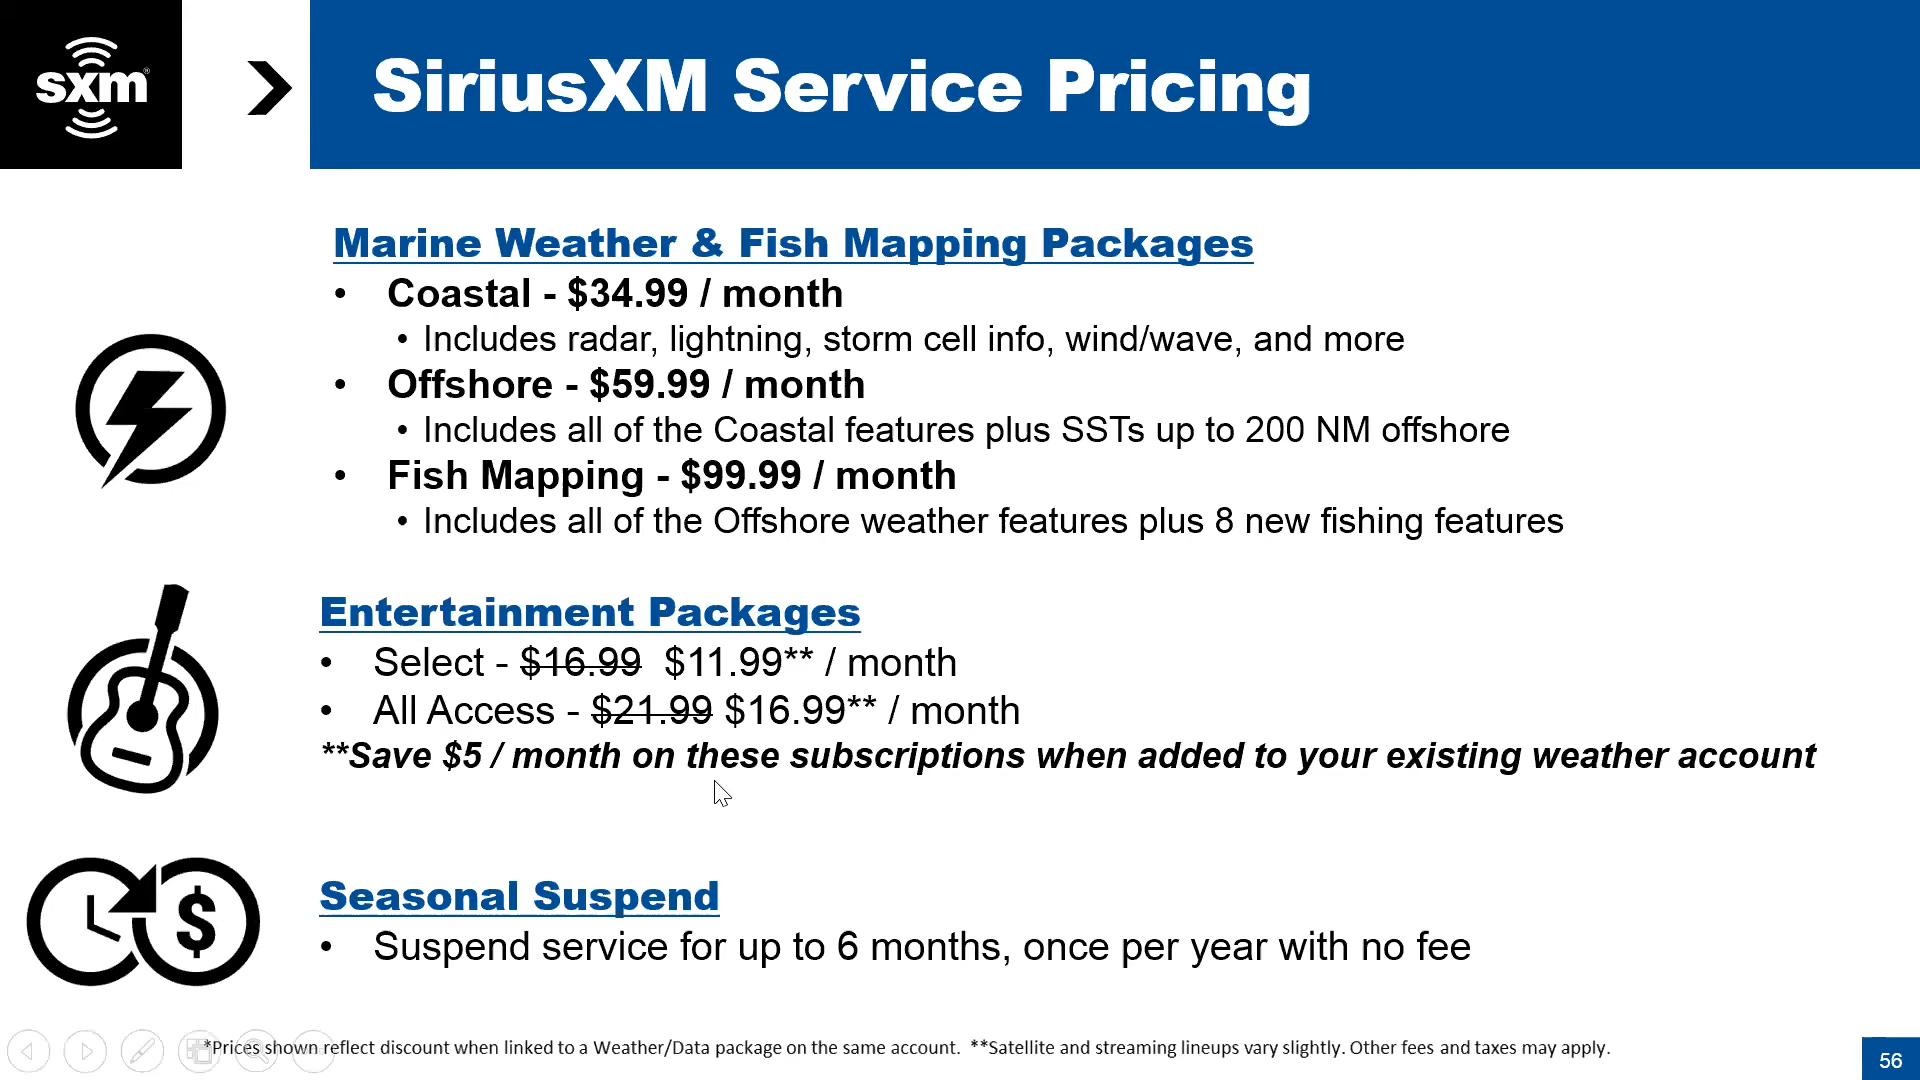 sxm®
SiriusXM Service Pricing
Marine Weather & Fish Mapping Packages
• Coastal - $34.99 / month
• Includes radar, lightning, storm cell info, wind/wave, and more
• Offshore - $59.99 / month
• Includes all of the Coastal features plus SSTs up to 200 NM offshore
• Fish Mapping - $99.99 / month
• Includes all of the Offshore weather features plus 8 new fishing features
Entertainment Packages
• Select - $16.99 $11.99** / month
• All Access - $21.99 $16.99** / month
**Save $5 / month on these subscriptions when added to your existing weather account
$
Seasonal Suspend
• Suspend service for up to 6 months, once per year with no fee
*Prices shown reflect discount when linked to a Weather/Data package on the same account. **Satellite and streaming lineups vary slightly. Other fees and taxes may apply.
56